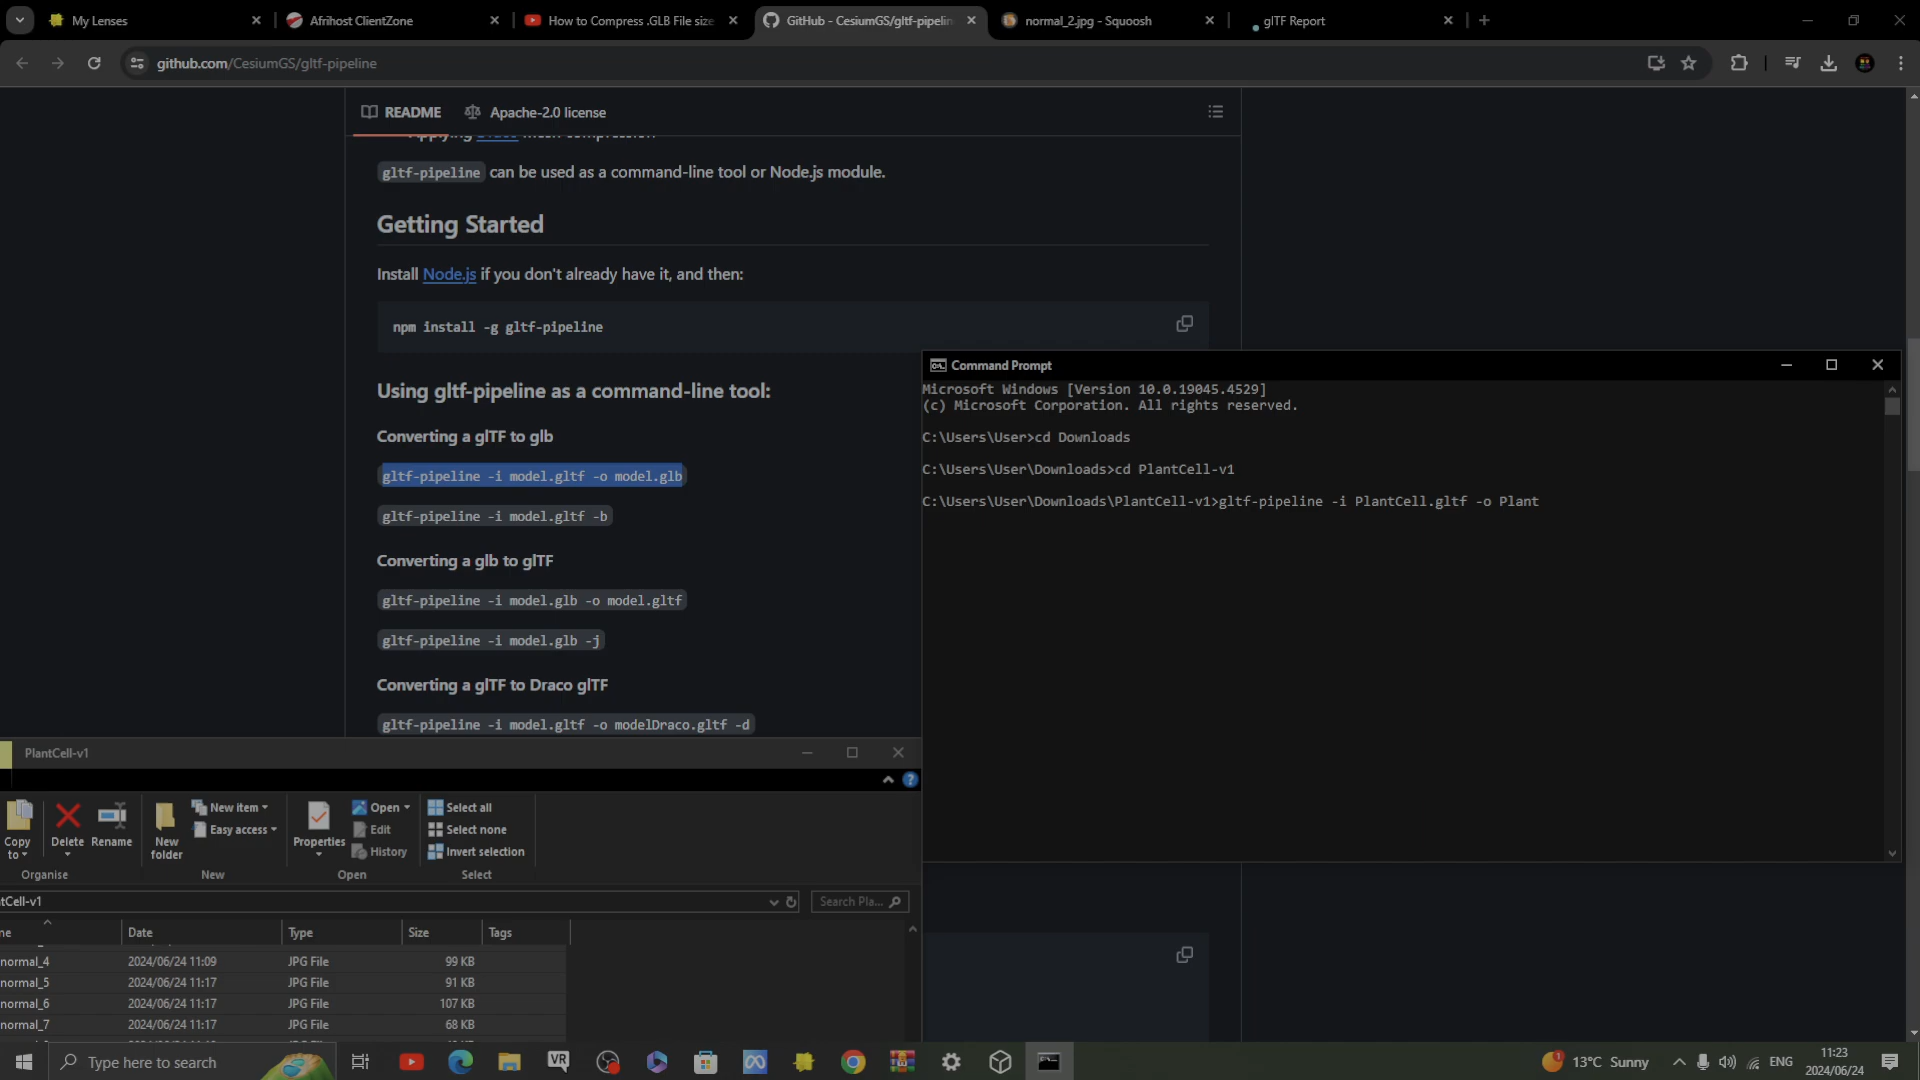 My Lenses
Afrihost ClientZone
How to Compress .GLB File size
GitHub - CesiumGS/gltf-pipelin
normal_2.jpg - Squoosh
glTF Report
github.com/CesiumGS/gltf-pipeline
README
Apache-2.0 license
Applying Draco mesh compression
gltf-pipeline can be used as a command-line tool or Node.js module.
Getting Started
Install Node.js if you don't already have it, and then:
npm install -g gltf-pipeline
Using gltf-pipeline as a command-line tool:
Converting a glTF to glb
gltf-pipeline -i model.gltf -o model.glb
gltf-pipeline -i model.gltf -b
Converting a glb to glTF
gltf-pipeline -i model.glb -o model.gltf
gltf-pipeline -i model.glb -j
Converting a glTF to Draco glTF
gltf-pipeline -i model.gltf -o modelDraco.gltf -d
Command Prompt
Microsoft Windows [Version 10.0.19045.4529]
(c) Microsoft Corporation. All rights reserved.
C:\Users\User>cd Downloads
C:\Users\User\Downloads>cd PlantCell-v1
C:\Users\User\Downloads\PlantCell-v1>gltf-pipeline -i PlantCell.gltf -o Plant
PlantCell-v1
Copy to
Delete
Rename
New folder
New item
Easy access
Properties
Open
Edit
History
Select all
Select none
Invert selection
Organise
New
Open
Select
tCell-v1
Search Pla...
ne Date Type Size Tags
normal_4 2024/06/24 11:09 JPG File 99 KB
normal_5 2024/06/24 11:17 JPG File 91 KB
normal_6 2024/06/24 11:17 JPG File 107 KB
normal_7 2024/06/24 11:17 JPG File 68 KB
Type here to search
VR
1
13°C Sunny
ENG
11:23
2024/06/24